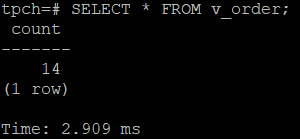 tpch=# SELECT * FROM v_order;
 count
-------
    14
(1 row)

Time: 2.909 ms